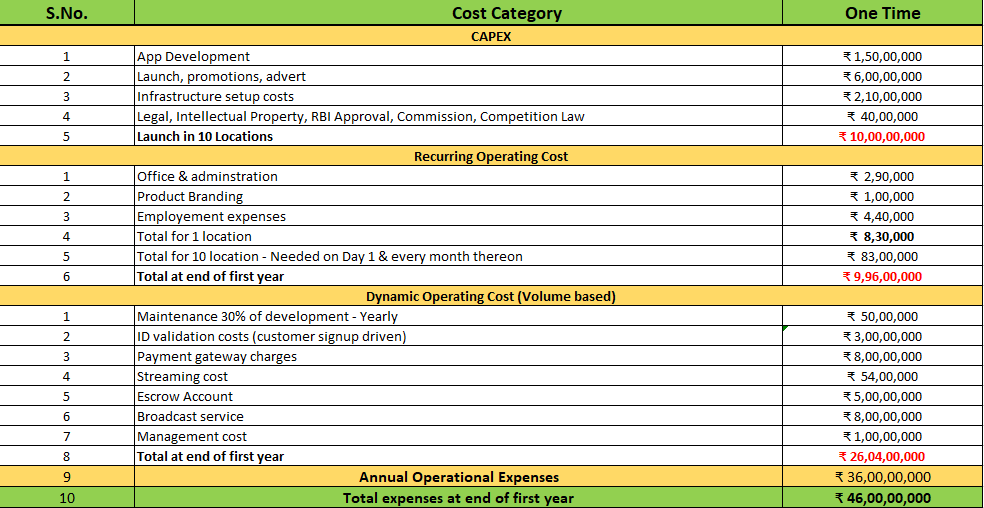 S.No. Cost Category One Time
CAPEX
1 App Development ₹ 1,50,00,000
2 Launch, promotions, advert ₹ 6,00,00,000
3 Infrastructure setup costs ₹ 2,10,00,000
4 Legal, Intellectual Property, RBI Approval, Commission, Competition Law ₹ 40,00,000
5 Launch in 10 Locations ₹ 10,00,00,000
Recurring Operating Cost
1 Office & adminstration ₹ 2,90,000
2 Product Branding ₹ 1,00,000
3 Employement expenses ₹ 4,40,000
4 Total for 1 location ₹ 8,30,000
5 Total for 10 location - Needed on Day 1 & every month thereon ₹ 83,00,000
6 Total at end of first year ₹ 9,96,00,000
Dynamic Operating Cost (Volume based)
1 Maintenance 30% of development - Yearly ₹ 50,00,000
2 ID validation costs (customer signup driven) ₹ 3,00,00,000
3 Payment gateway charges ₹ 8,00,00,000
4 Streaming cost ₹ 54,00,000
5 Escrow Account ₹ 5,00,00,000
6 Broadcast service ₹ 8,00,00,000
7 Management cost ₹ 1,00,00,000
8 Total at end of first year ₹ 26,04,00,000
9 Annual Operational Expenses ₹ 36,00,00,000
10 Total expenses at end of first year ₹ 46,00,00,000